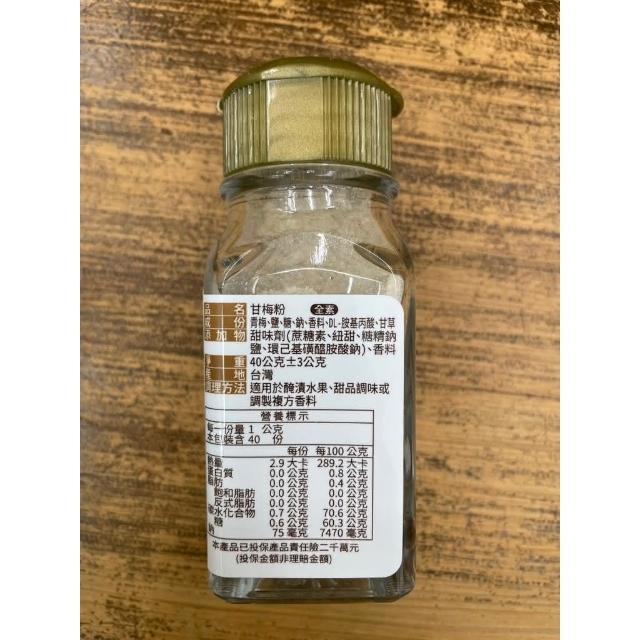 品 名 甘梅粉 全素
成 份 青梅、鹽、糖、鈉、香料、DL-胺基丙酸、甘草
添 加 物 甜味劑(蔗糖素、紐甜、糖精鈉
鹽、環己基磺醯胺酸鈉)、香料
淨 重 40公克±3公克
產 地 台灣
調理方法 適用於醃漬水果、甜品調味或
調製複方香料
營養標示
每一份量 1 公克
本包裝含 40 份
每份 每100公克
熱量 2.9 大卡 289.2 大卡
蛋白質 0.0 公克 0.8 公克
脂肪 0.0 公克 0.4 公克
飽和脂肪 0.0 公克 0.0 公克
反式脂肪 0.0 公克 0.0 公克
碳水化合物 0.7 公克 70.6 公克
糖 0.6 公克 60.3 公克
鈉 75 毫克 7470 毫克
本產品已投保產品責任險二千萬元
(投保金額非理賠金額)